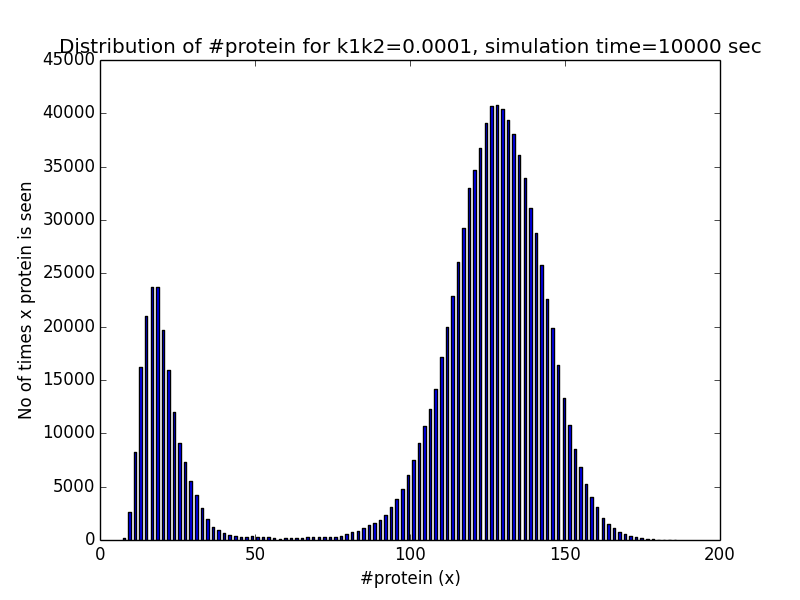 Distribution of #protein for k1k2=0.0001, simulation time=10000 sec
45000
40000
35000
30000
25000
20000
15000
10000
5000
0
No of times x protein is seen
0 50 100 150 200
#protein (x)